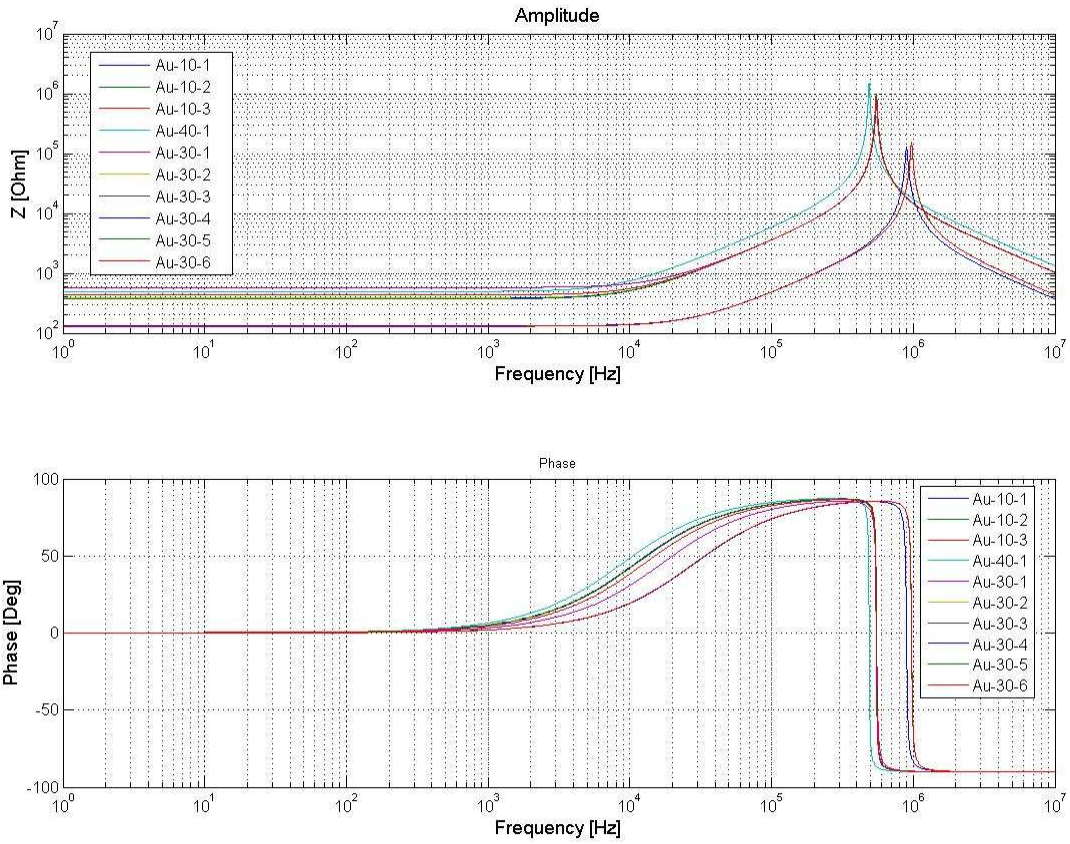 Amplitude
10^7
10^6
10^5
10^4
10^3
10^2
Z [Ohm]
Au-10-1
Au-10-2
Au-10-3
Au-40-1
Au-30-1
Au-30-2
Au-30-3
Au-30-4
Au-30-5
Au-30-6
10^0 10^1 10^2 10^3 10^4 10^5 10^6 10^7
Frequency [Hz]
Phase
100
50
0
-50
-100
Phase [Deg]
Au-10-1
Au-10-2
Au-10-3
Au-40-1
Au-30-1
Au-30-2
Au-30-3
Au-30-4
Au-30-5
Au-30-6
10^0 10^1 10^2 10^3 10^4 10^5 10^6 10^7
Frequency [Hz]